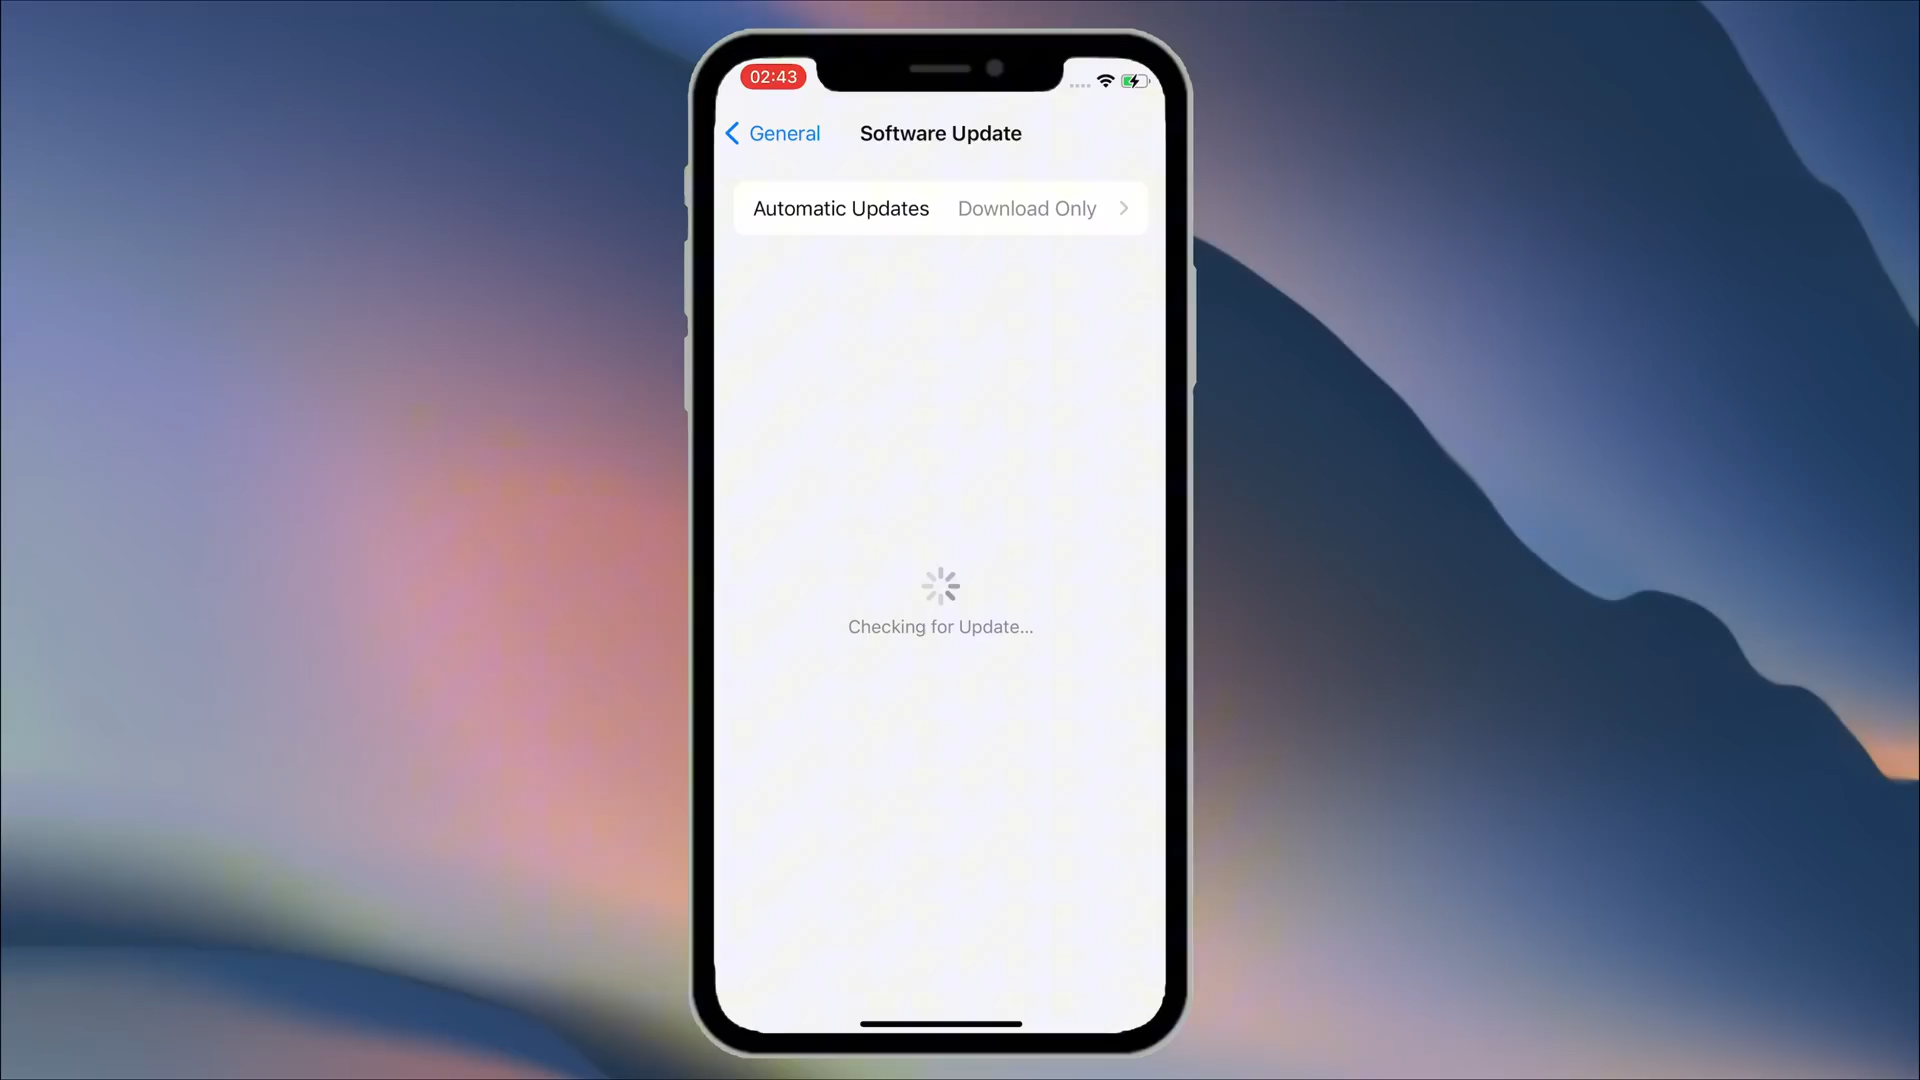 02:43
General
Software Update
Automatic Updates Download Only
Checking for Update...